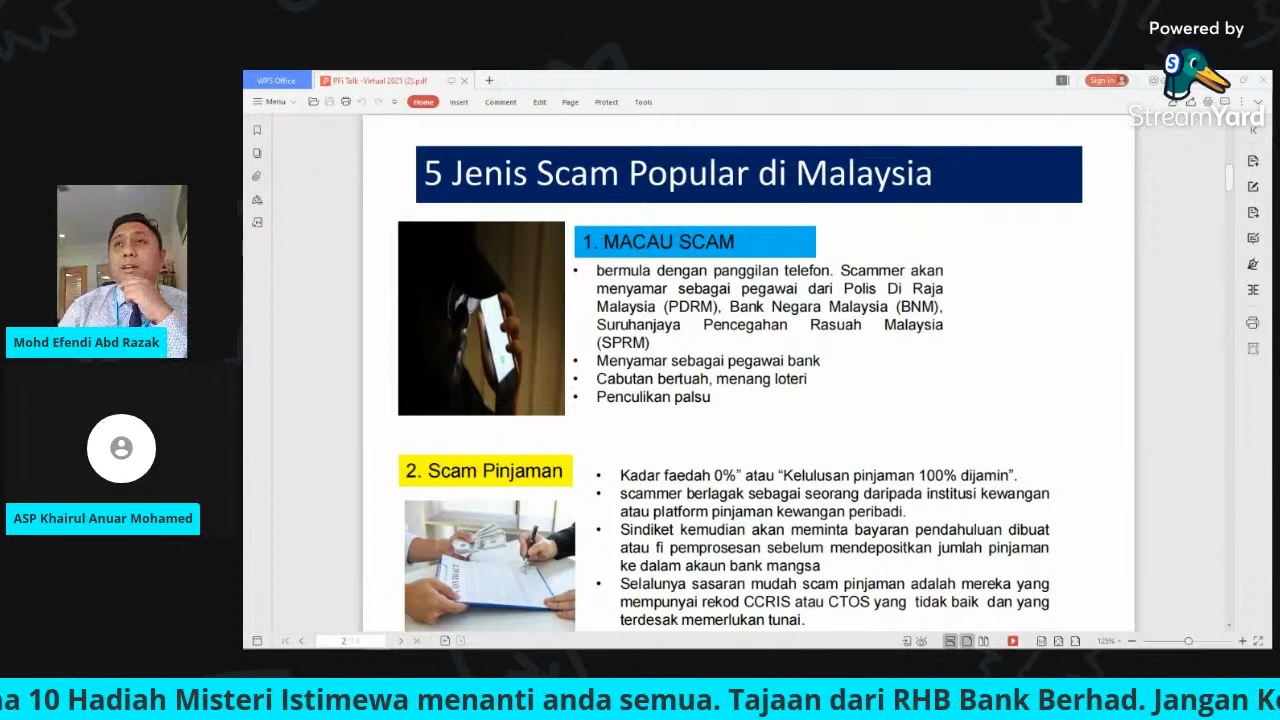 Powered by
StreamYard
WPS Office
PFi Talk -Virtual 2021 (2).pdf
Sign in
Menu
Home
Insert
Comment
Edit
Page
Protect
Tools
5 Jenis Scam Popular di Malaysia
1. MACAU SCAM
• bermula dengan panggilan telefon. Scammer akan
menyamar sebagai pegawai dari Polis Di Raja
Malaysia (PDRM), Bank Negara Malaysia (BNM),
Suruhanjaya Pencegahan Rasuah Malaysia
(SPRM)
• Menyamar sebagai pegawai bank
• Cabutan bertuah, menang loteri
• Penculikan palsu
2. Scam Pinjaman
• Kadar faedah 0%” atau “Kelulusan pinjaman 100% dijamin”.
• scammer berlagak sebagai seorang daripada institusi kewangan
atau platform pinjaman kewangan peribadi.
• Sindiket kemudian akan meminta bayaran pendahuluan dibuat
atau fi pemprosesan sebelum mendepositkan jumlah pinjaman
ke dalam akaun bank mangsa
• Selalunya sasaran mudah scam pinjaman adalah mereka yang
mempunyai rekod CCRIS atau CTOS yang tidak baik dan yang
terdesak memerlukan tunai.
CONTRACT
Mohd Efendi Abd Razak
ASP Khairul Anuar Mohamed
125%
na 10 Hadiah Misteri Istimewa menanti anda semua. Tajaan dari RHB Bank Berhad. Jangan